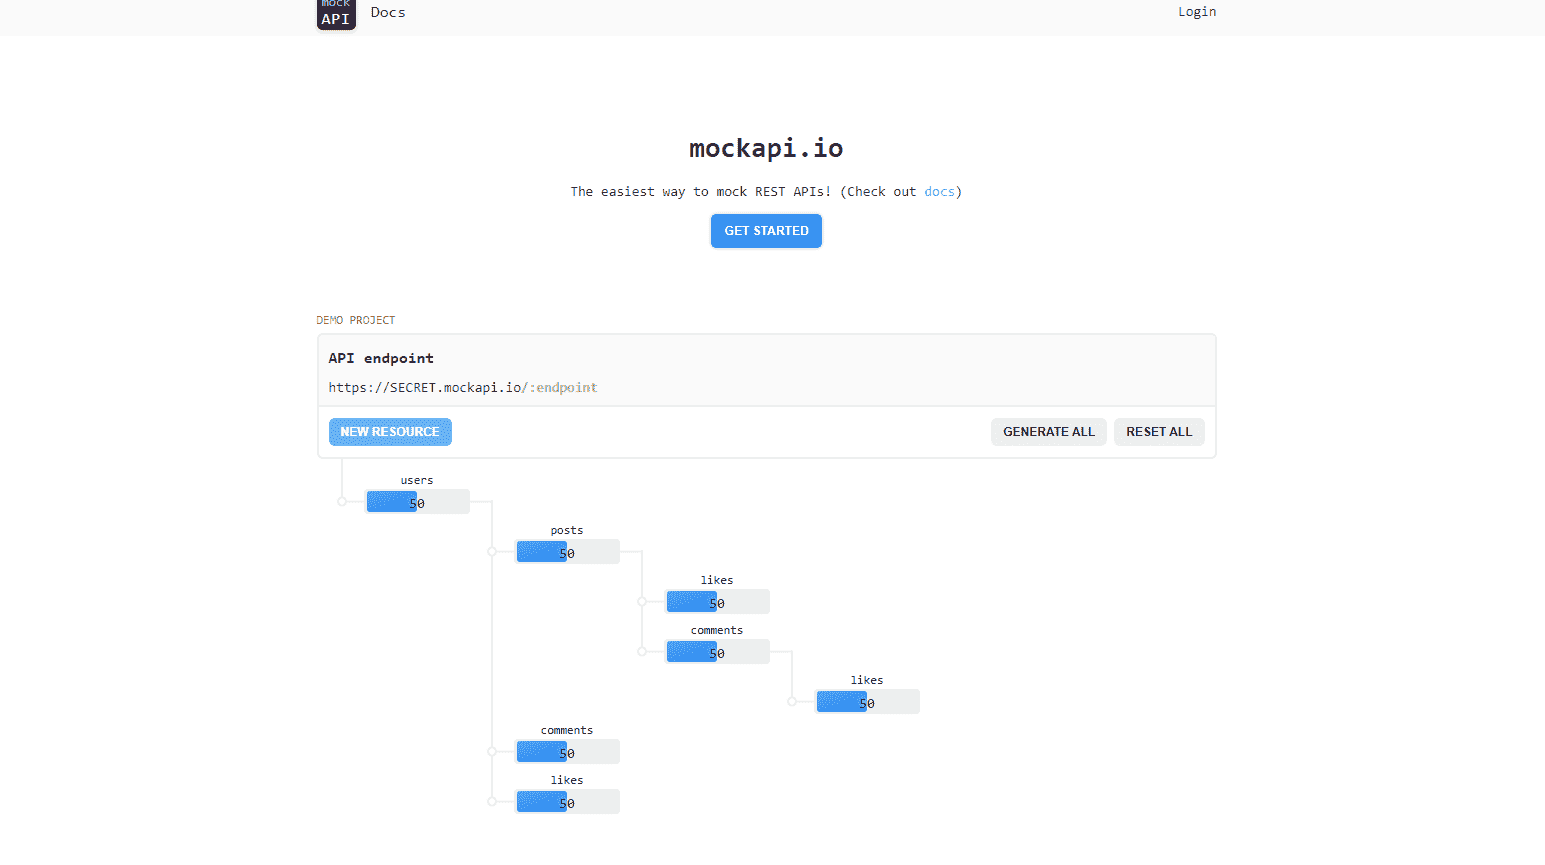 mock
API
Docs
Login
mockapi.io
The easiest way to mock REST APIs! (Check out docs)
GET STARTED
DEMO PROJECT
API endpoint
https://SECRET.mockapi.io/:endpoint
NEW RESOURCE
GENERATE ALL
RESET ALL
users
50
posts
50
likes
50
comments
50
likes
50
comments
50
likes
50